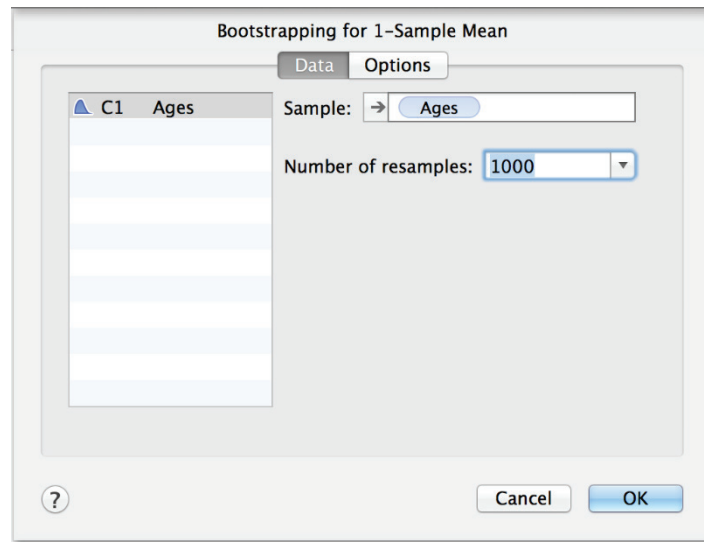 Bootstrapping for 1-Sample Mean
Data Options
C1 Ages
Sample: Ages
Number of resamples: 1000
? Cancel OK